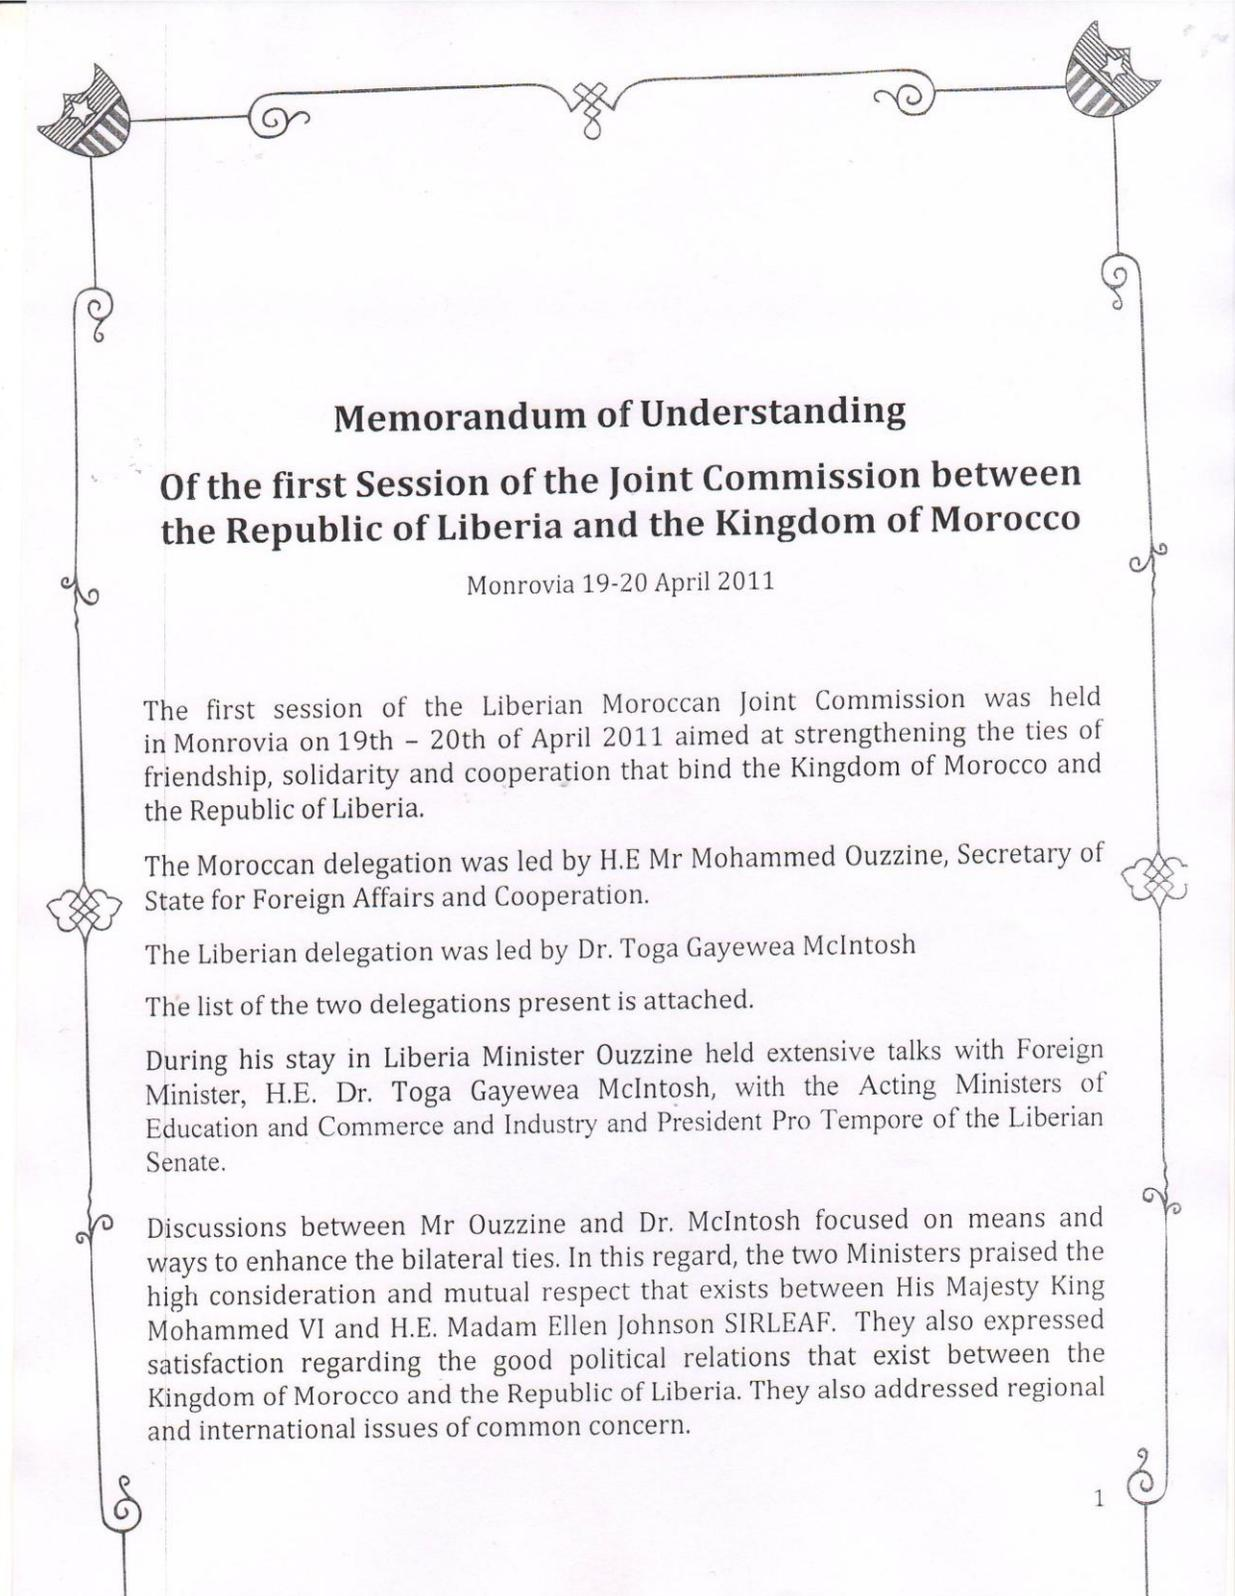 Memorandum of Understanding
Of the first Session of the Joint Commission between
the Republic of Liberia and the Kingdom of Morocco
Monrovia 19-20 April 2011
The first session of the Liberian Moroccan Joint Commission was held
in Monrovia on 19th – 20th of April 2011 aimed at strengthening the ties of
friendship, solidarity and cooperation that bind the Kingdom of Morocco and
the Republic of Liberia.
The Moroccan delegation was led by H.E Mr Mohammed Ouzzine, Secretary of
State for Foreign Affairs and Cooperation.
The Liberian delegation was led by Dr. Toga Gayewea McIntosh
The list of the two delegations present is attached.
During his stay in Liberia Minister Ouzzine held extensive talks with Foreign
Minister, H.E. Dr. Toga Gayewea McIntosh, with the Acting Ministers of
Education and Commerce and Industry and President Pro Tempore of the Liberian
Senate.
Discussions between Mr Ouzzine and Dr. McIntosh focused on means and
ways to enhance the bilateral ties. In this regard, the two Ministers praised the
high consideration and mutual respect that exists between His Majesty King
Mohammed VI and H.E. Madam Ellen Johnson SIRLEAF. They also expressed
satisfaction regarding the good political relations that exist between the
Kingdom of Morocco and the Republic of Liberia. They also addressed regional
and international issues of common concern.
1